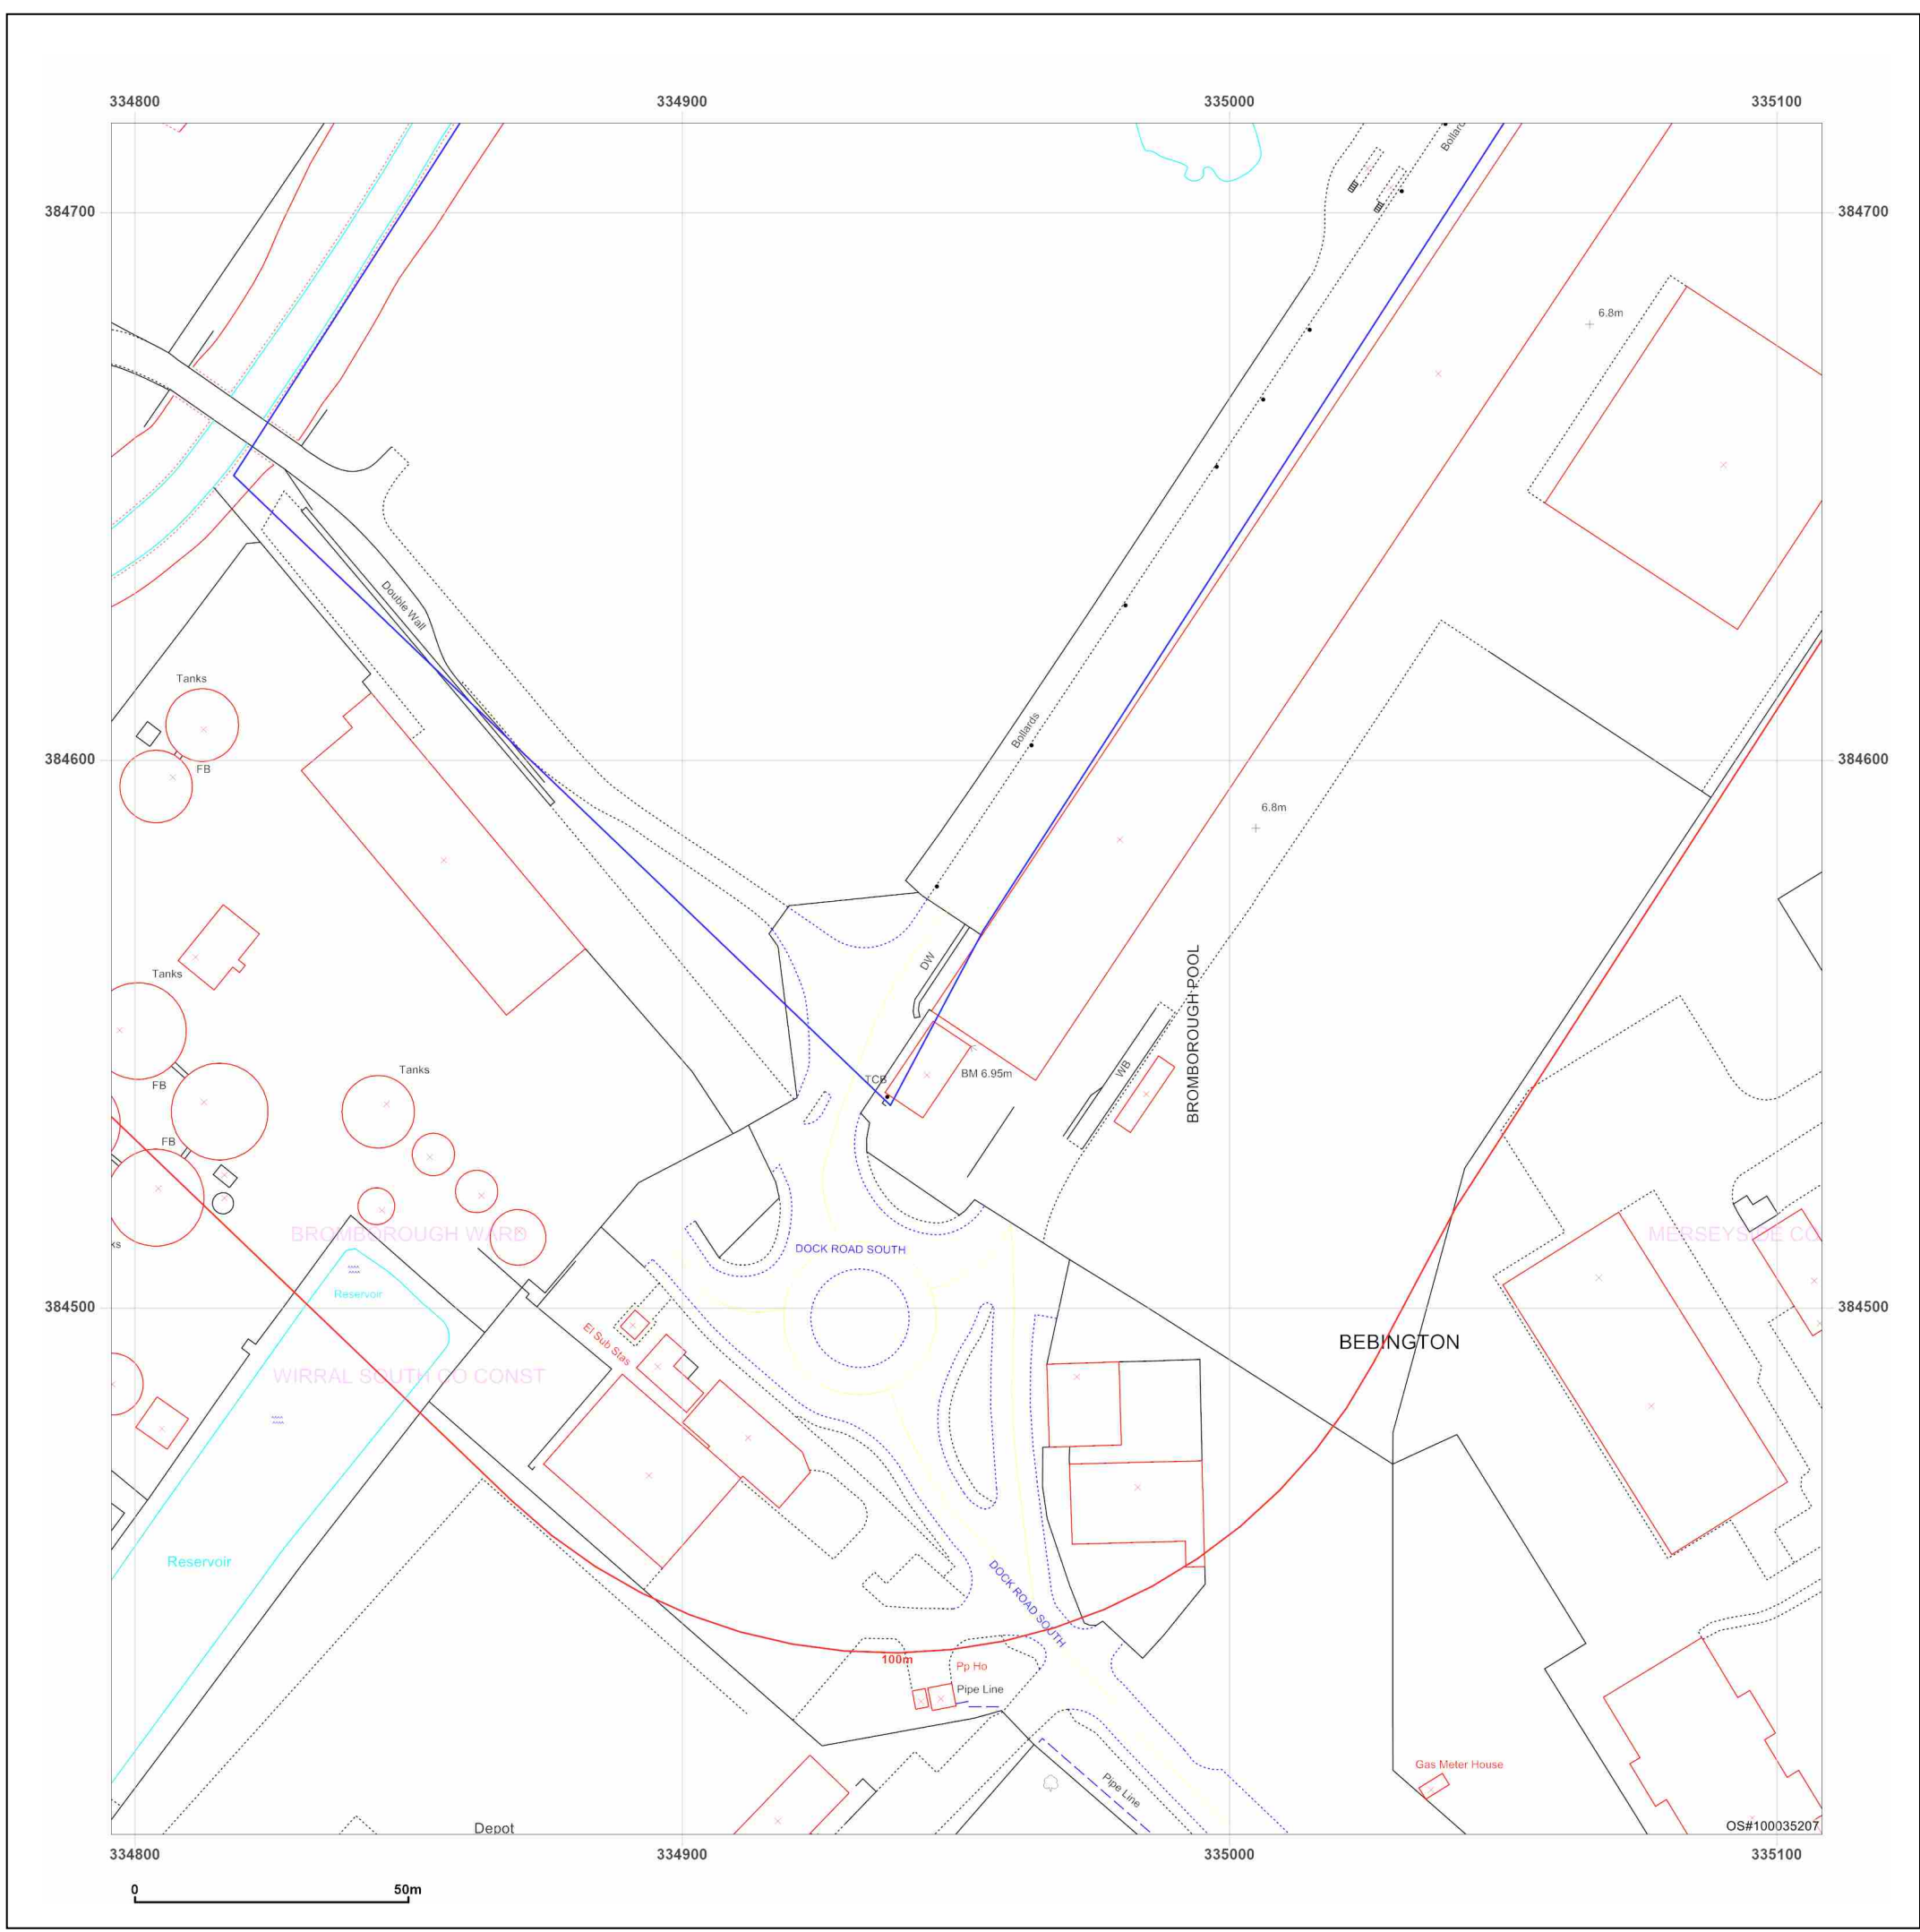 334800
334900
335000
335100
Bollard
384700
384700
6.8m
Double Wall
Tanks
Bollards
384600
384600
FB
6.8m
DW
Tanks
BROMBOROUGH POOL
WB
Tanks
TCB
BM 6.95m
FB
FB
BROMBOROUGH WARD
MERSEYSIDE CO
ks
DOCK ROAD SOUTH
Reservoir
384500
384500
El Sub Stas
BEBINGTON
WIRRAL SOUTH CO CONST
Reservoir
DOCK ROAD SOUTH
100m
Pp Ho
Pipe Line
Gas Meter House
Pipe Line
Depot
OS#100035207
334800
334900
335000
335100
0
50m